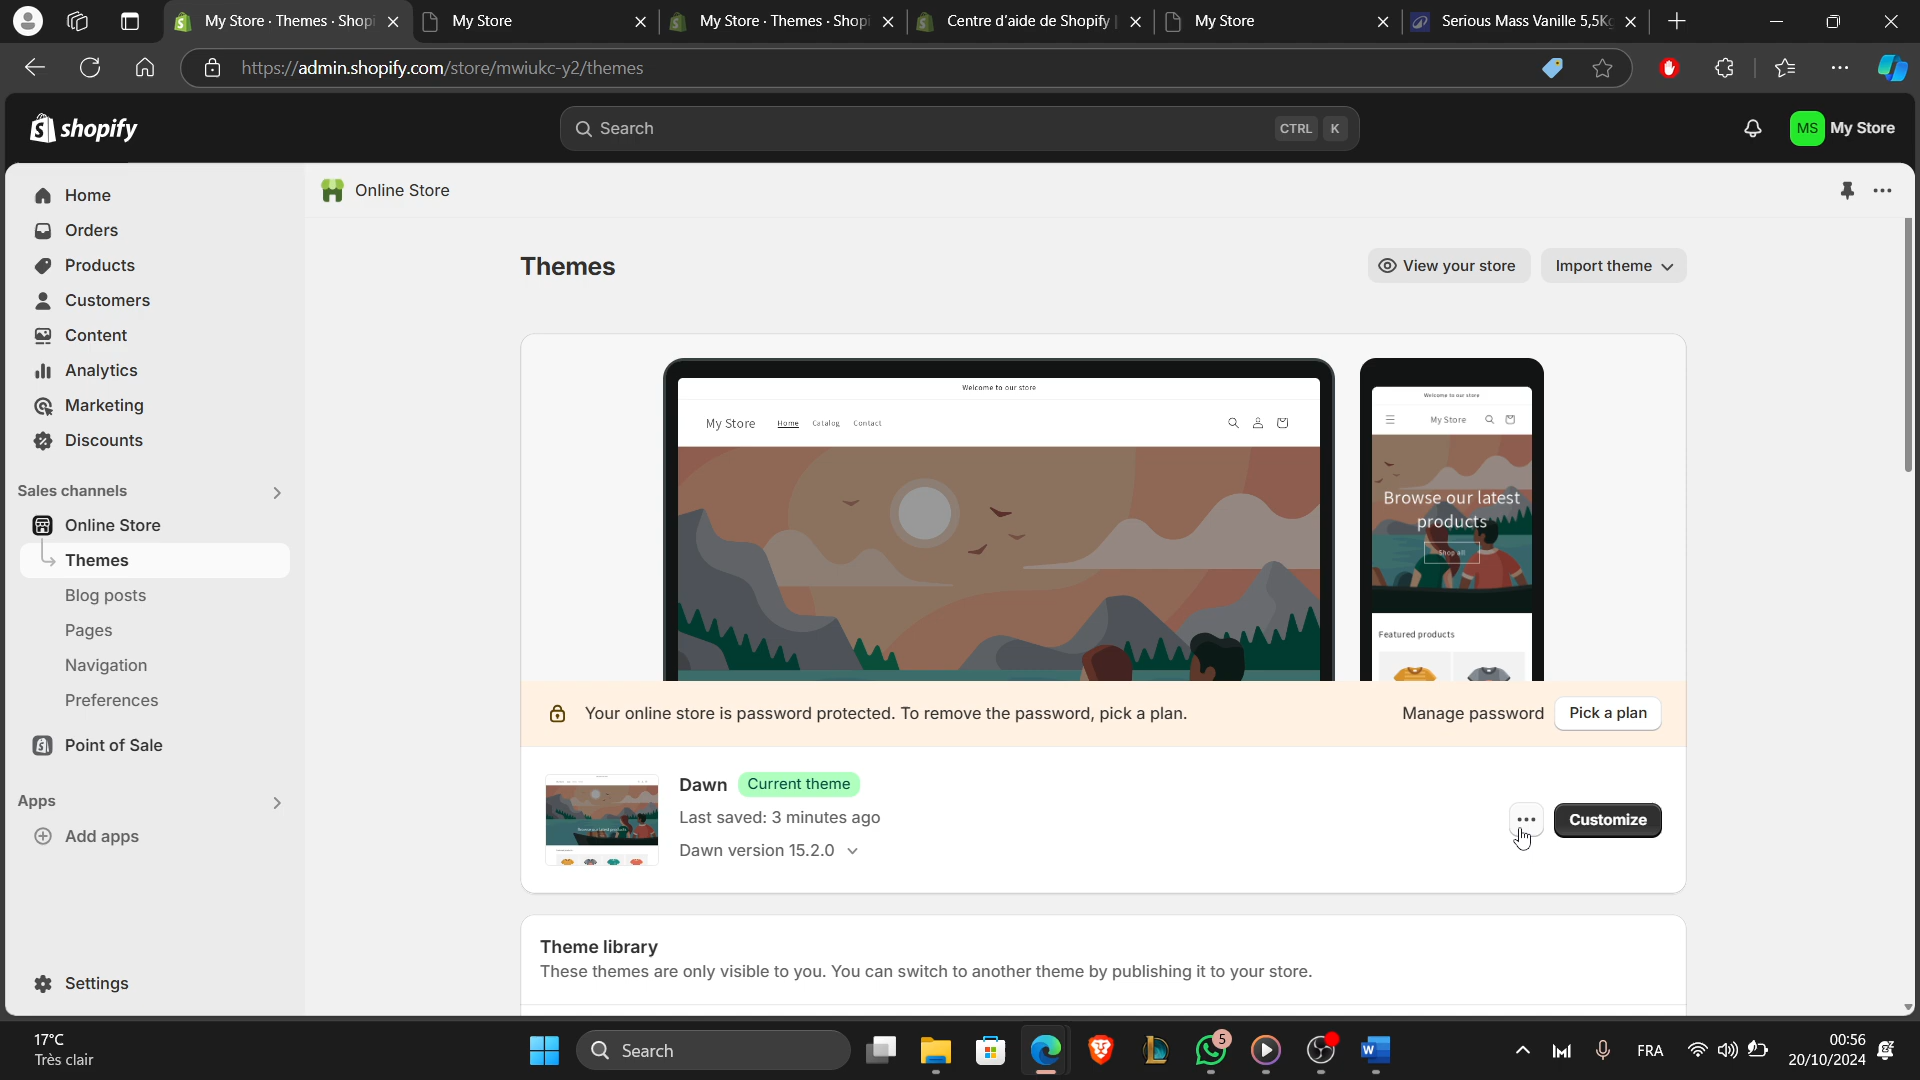 My Store · Themes · Shopi
My Store
My Store · Themes · Shopi
Centre d'aide de Shopify |
My Store
Serious Mass Vanille 5,5Kg
https://admin.shopify.com/store/mwiukc-y2/themes
shopify
Search
CTRL K
MS My Store
Home
Orders
Products
Customers
Content
Analytics
Marketing
Discounts
Sales channels
Online Store
Themes
Blog posts
Pages
Navigation
Preferences
Point of Sale
Apps
Add apps
Settings
Online Store
Themes
View your store
Import theme
Welcome to our store
My Store Home Catalog Contact
Welcome to our store
My Store
Browse our latest
products
Shop all
Featured products
Your online store is password protected. To remove the password, pick a plan.
Manage password
Pick a plan
Dawn Current theme
Last saved: 3 minutes ago
Dawn version 15.2.0
Customize
Theme library
These themes are only visible to you. You can switch to another theme by publishing it to your store.
17°C
Très clair
Search
5
FRA
00:56
20/10/2024